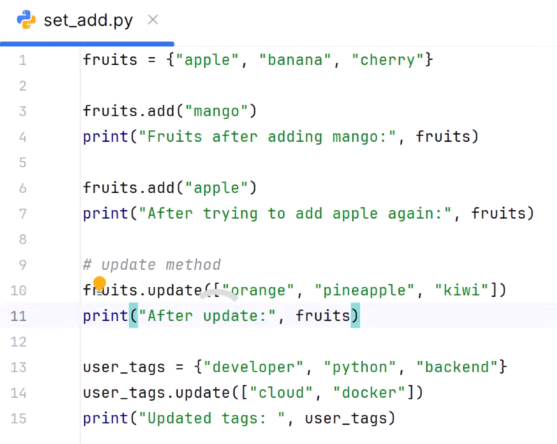 set_add.py
1 fruits = {"apple", "banana", "cherry"}
2
3 fruits.add("mango")
4 print("Fruits after adding mango:", fruits)
5
6 fruits.add("apple")
7 print("After trying to add apple again:", fruits)
8
9 # update method
10 fruits.update(["orange", "pineapple", "kiwi"])
11 print("After update:", fruits)
12
13 user_tags = {"developer", "python", "backend"}
14 user_tags.update(["cloud", "docker"])
15 print("Updated tags: ", user_tags)